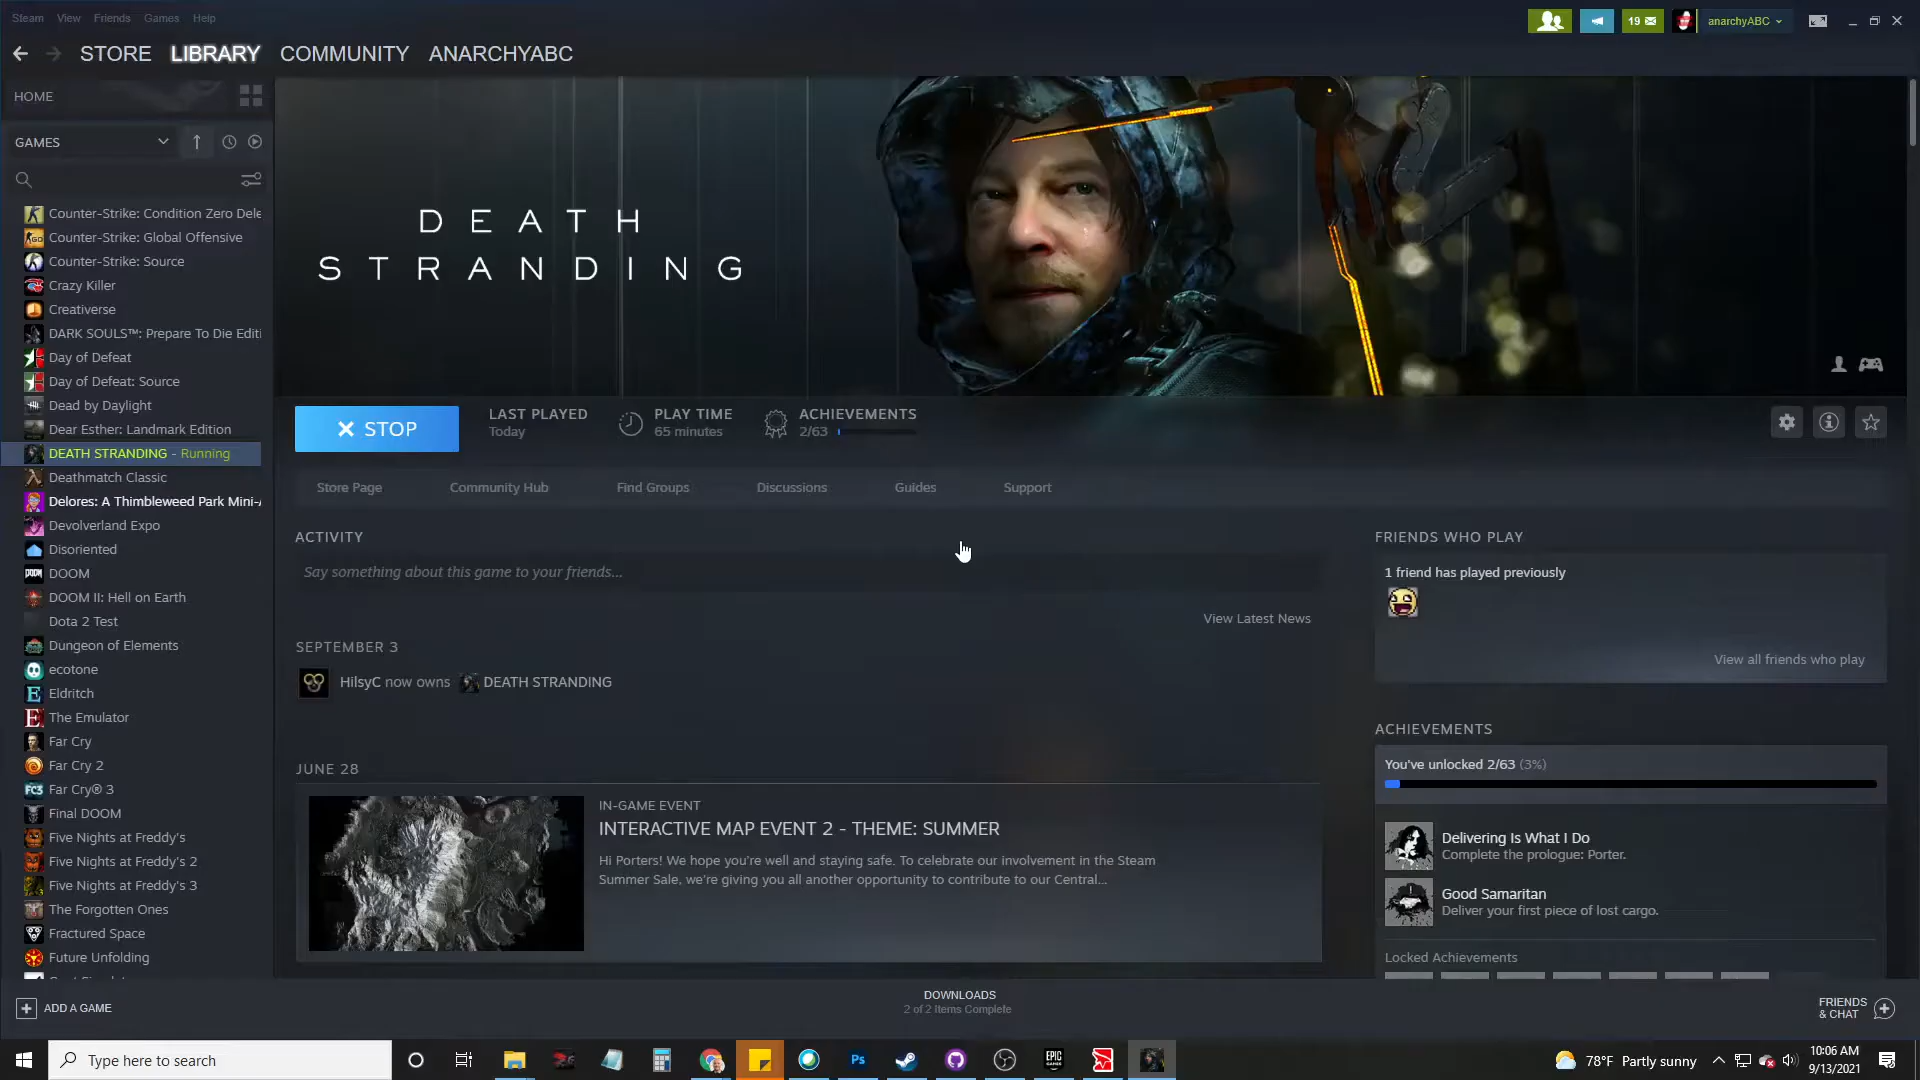 Steam View Friends Games Help
19 anarchyABC
STORE LIBRARY COMMUNITY ANARCHYABC
HOME
GAMES
Counter-Strike: Condition Zero Dele
Counter-Strike: Global Offensive
Counter-Strike: Source
Crazy Killer
Creativerse
DARK SOULS™: Prepare To Die Editi
Day of Defeat
Day of Defeat: Source
Dead by Daylight
Dear Esther: Landmark Edition
DEATH STRANDING - Running
Deathmatch Classic
Delores: A Thimbleweed Park Mini-
Devolverland Expo
Disoriented
DOOM
DOOM II: Hell on Earth
Dota 2 Test
Dungeon of Elements
ecotone
Eldritch
The Emulator
Far Cry
Far Cry 2
Far Cry® 3
Final DOOM
Five Nights at Freddy's
Five Nights at Freddy's 2
Five Nights at Freddy's 3
The Forgotten Ones
Fractured Space
Future Unfolding
DEATH
STRANDING
STOP
LAST PLAYED
Today
PLAY TIME
65 minutes
ACHIEVEMENTS
2/63
Store Page Community Hub Find Groups Discussions Guides Support
ACTIVITY
Say something about this game to your friends...
View Latest News
SEPTEMBER 3
HilsyC now owns DEATH STRANDING
JUNE 28
IN-GAME EVENT
INTERACTIVE MAP EVENT 2 - THEME: SUMMER
Hi Porters! We hope you're well and staying safe. To celebrate our involvement in the Steam
Summer Sale, we're giving you all another opportunity to contribute to our Central...
FRIENDS WHO PLAY
1 friend has played previously
View all friends who play
ACHIEVEMENTS
You've unlocked 2/63 (3%)
Delivering Is What I Do
Complete the prologue: Porter.
Good Samaritan
Deliver your first piece of lost cargo.
Locked Achievements
ADD A GAME
DOWNLOADS
2 of 2 Items Complete
FRIENDS
& CHAT
Type here to search
Ps
EPIC
78°F Partly sunny
10:06 AM
9/13/2021